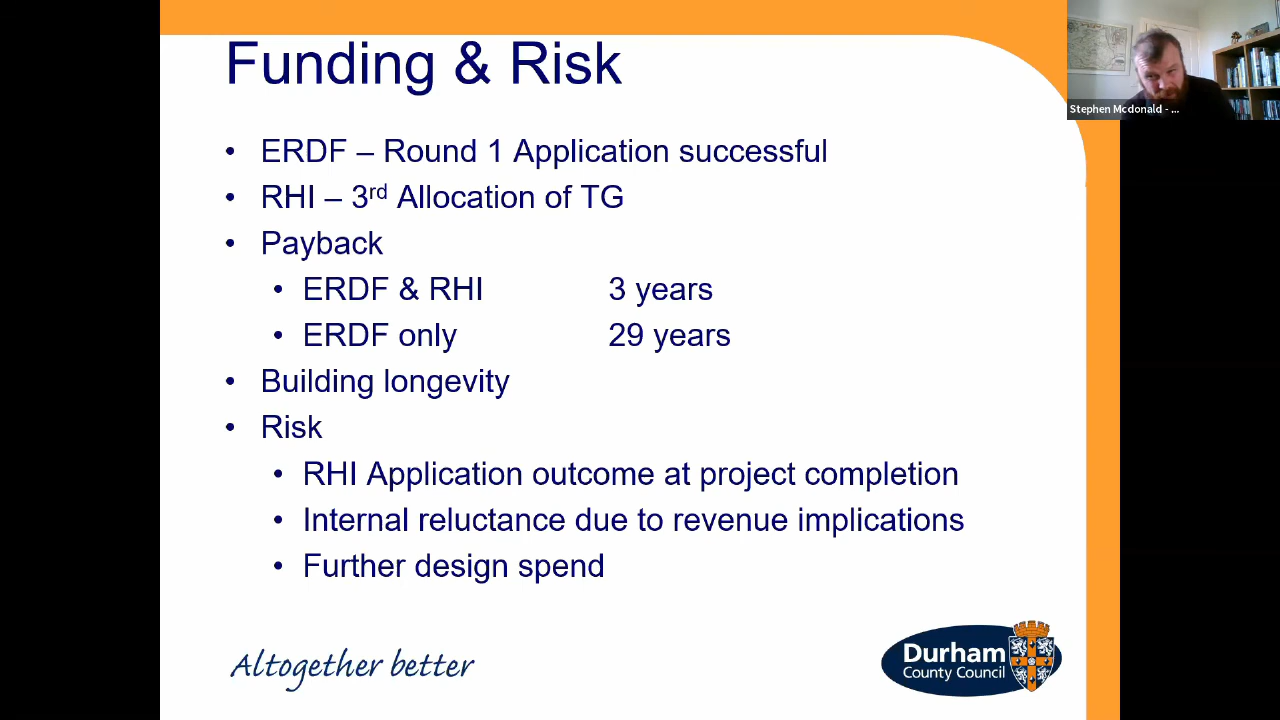 Funding & Risk
Stephen Mcdonald - ...
• ERDF – Round 1 Application successful
• RHI – 3rd Allocation of TG
• Payback
• ERDF & RHI 3 years
• ERDF only 29 years
• Building longevity
• Risk
• RHI Application outcome at project completion
• Internal reluctance due to revenue implications
• Further design spend
Altogether better
Durham
County Council